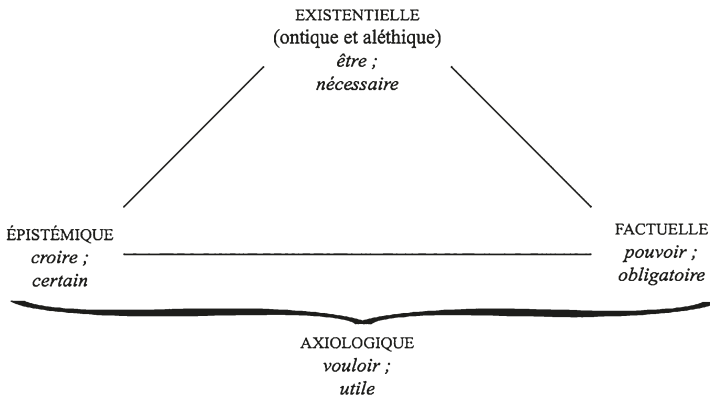 EXISTENTIELLE
(ontique et aléthique)
être ;
nécessaire
ÉPISTÉMIQUE
croire ;
certain
FACTUELLE
pouvoir ;
obligatoire
AXIOLOGIQUE
vouloir ;
utile